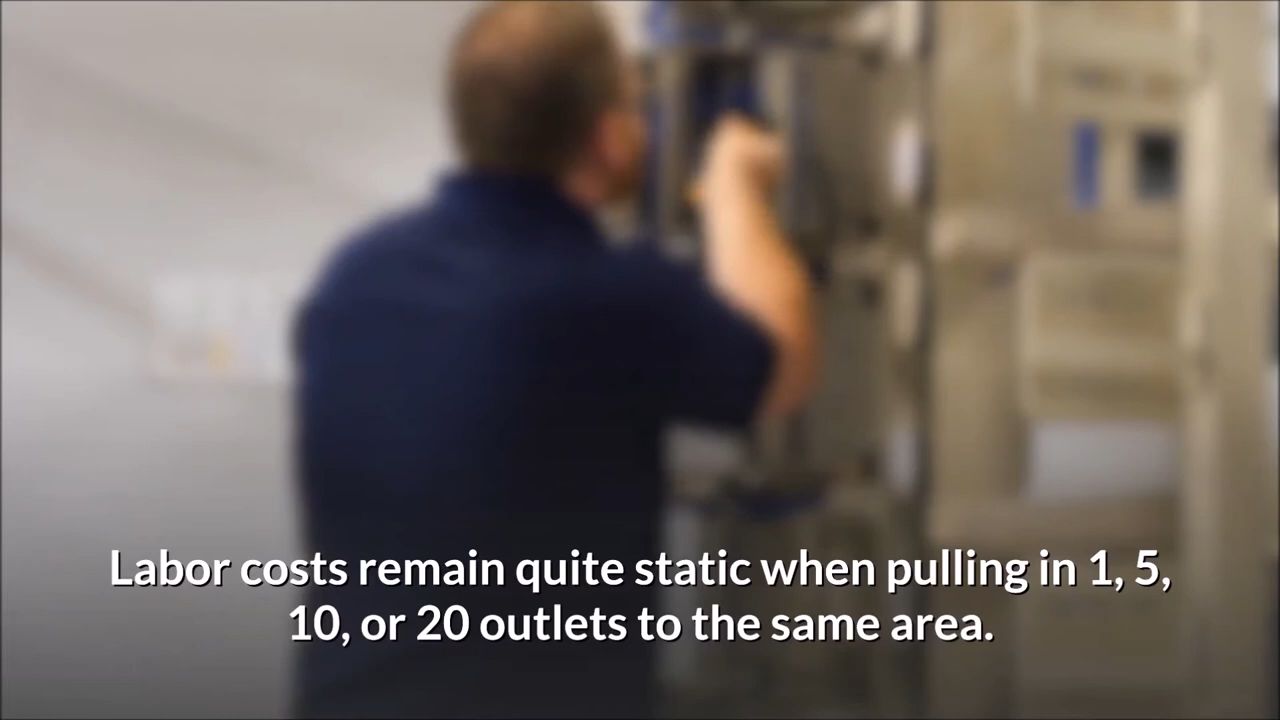 Labor costs remain quite static when pulling in 1, 5,
10, or 20 outlets to the same area.